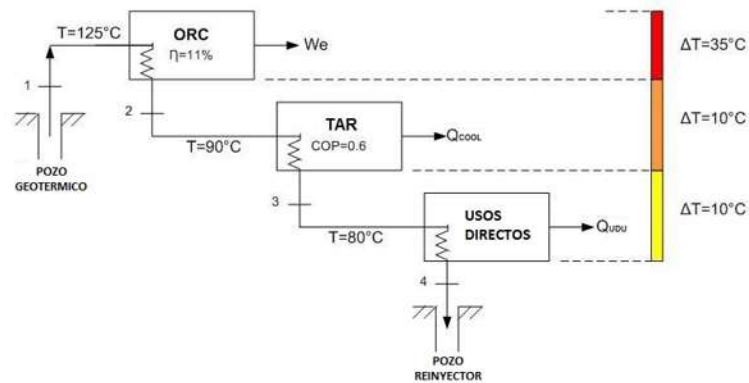 T=125°C
ORC
η=11%
We
ΔT=35°C
1
2
POZO
GEOTERMICO
T=90°C
TAR
COP=0.6
QCOOL
ΔT=10°C
3
T=80°C
USOS
DIRECTOS
QUDU
ΔT=10°C
4
POZO
REINYECTOR